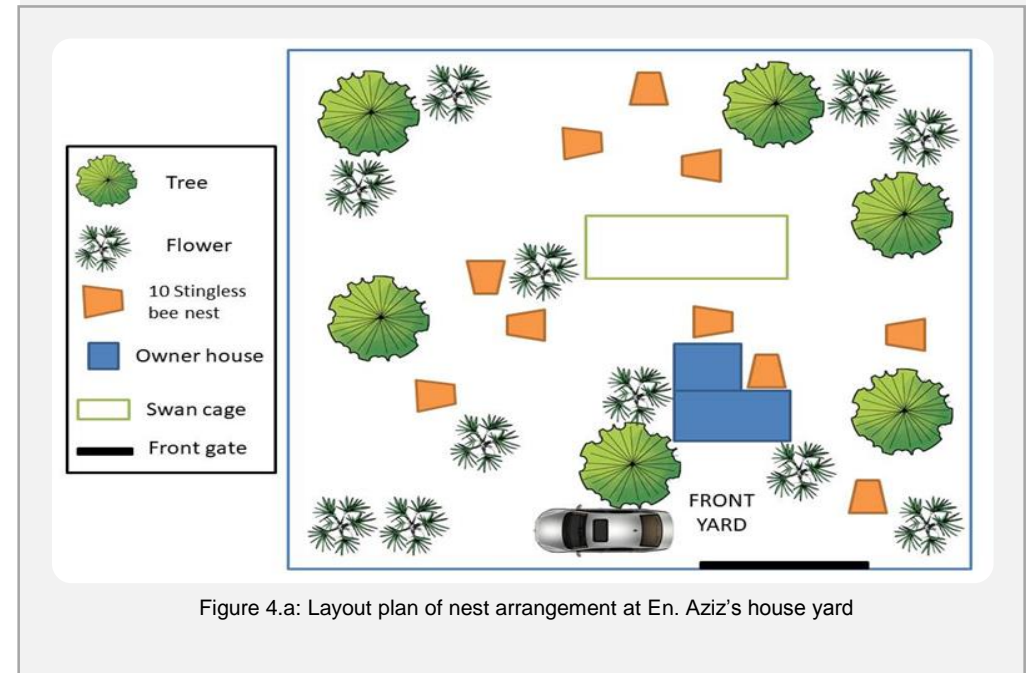 Tree
Flower
10 Stingless
bee nest
Owner house
Swan cage
Front gate
FRONT
YARD
Figure 4.a: Layout plan of nest arrangement at En. Aziz’s house yard